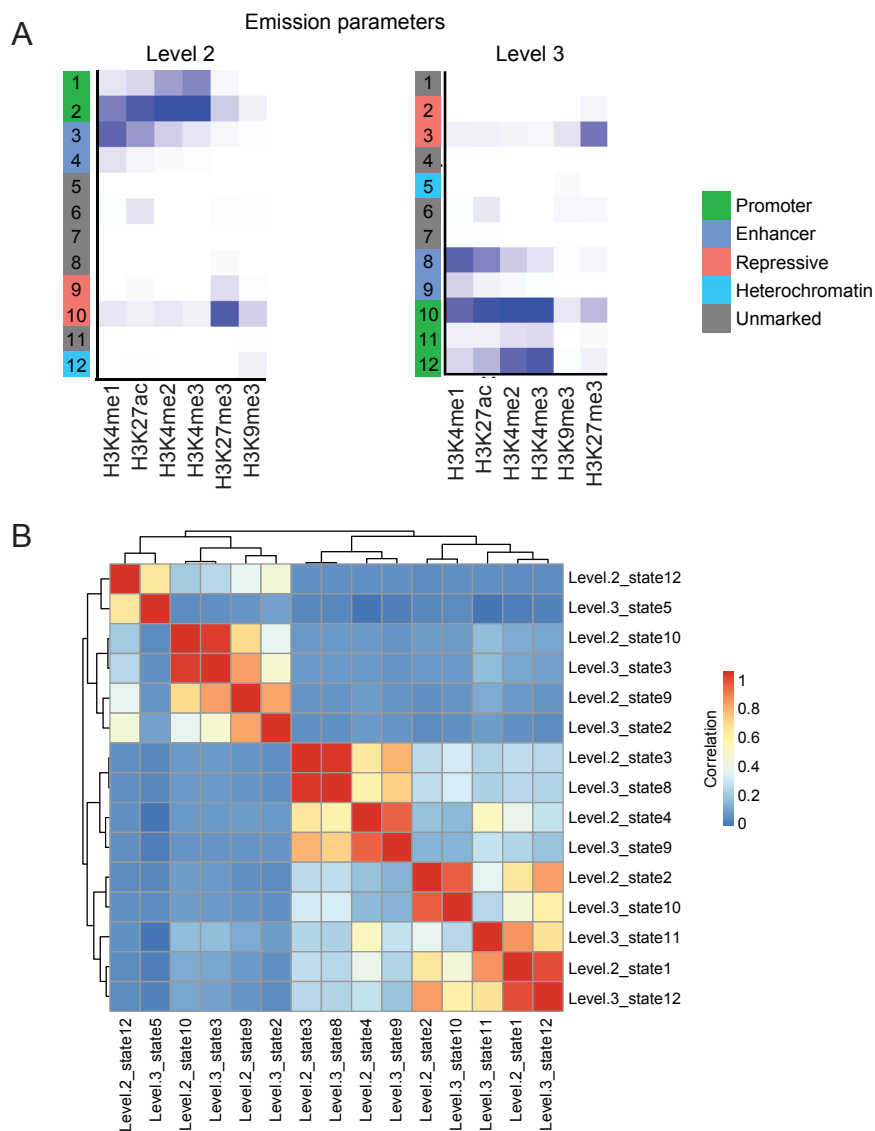 A
Emission parameters
Level 2
Level 3
1
2
3
4
5
6
7
8
9
10
11
12
H3K4me1
H3K27ac
H3K4me2
H3K4me3
H3K27me3
H3K9me3
1
2
3
4
5
6
7
8
9
10
11
12
H3K4me1
H3K27ac
H3K4me2
H3K4me3
H3K9me3
H3K27me3
Promoter
Enhancer
Repressive
Heterochromatin
Unmarked
B
Level.2_state12
Level.3_state5
Level.2_state10
Level.3_state3
Level.2_state9
Level.3_state2
Level.2_state3
Level.3_state8
Level.2_state4
Level.3_state9
Level.2_state2
Level.3_state10
Level.3_state11
Level.2_state1
Level.3_state12
Level.2_state12
Level.3_state5
Level.2_state10
Level.3_state3
Level.2_state9
Level.3_state2
Level.2_state3
Level.3_state8
Level.2_state4
Level.3_state9
Level.2_state2
Level.3_state10
Level.3_state11
Level.2_state1
Level.3_state12
Correlation
1
0.8
0.6
0.4
0.2
0